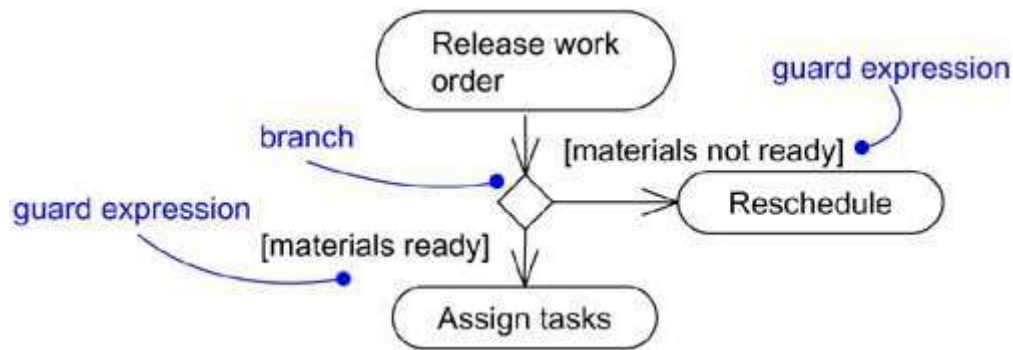 Release work
order
guard expression
branch
[materials not ready]
guard expression
Reschedule
[materials ready]
Assign tasks